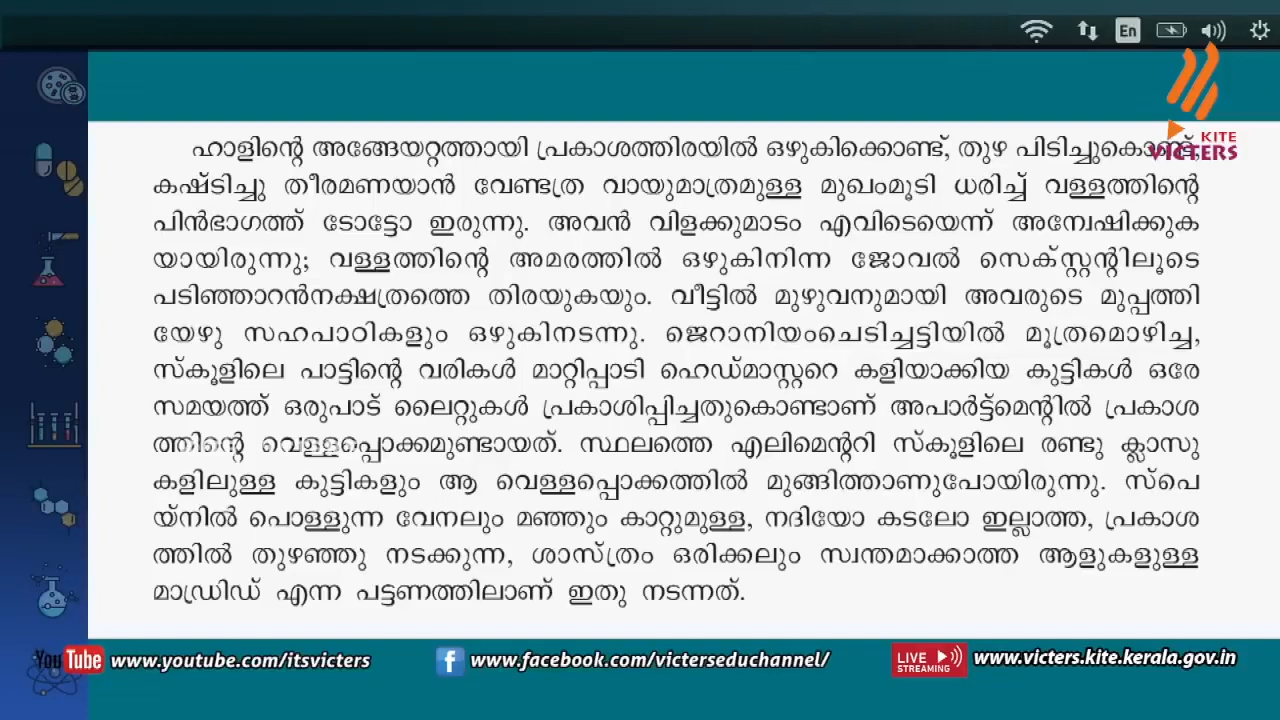 En
KITE
VICTERS
ഹാളിന്റെ അങ്ങേയറ്റത്തായി പ്രകാശത്തിരയിൽ ഒഴുകിക്കൊണ്ട്, തുഴ പിടിച്ചുകൊണ്ട്,
കഷ്ടിച്ചു തീരമണയാൻ വേണ്ടത്ര വായുമാത്രമുള്ള മുഖംമൂടി ധരിച്ച് വള്ളത്തിന്റെ
പിൻഭാഗത്ത് ടോട്ടോ ഇരുന്നു. അവൻ വിളക്കുമാടം എവിടെയെന്ന് അന്വേഷിക്കുക
യായിരുന്നു; വള്ളത്തിന്റെ അമരത്തിൽ ഒഴുകിനിന്ന ജോവൽ സെക്സ്റ്റന്റിലൂടെ
പടിഞ്ഞാറൻനക്ഷത്രത്തെ തിരയുകയും. വീട്ടിൽ മുഴുവനുമായി അവരുടെ മുപ്പത്തി
യേഴു സഹപാഠികളും ഒഴുകിനടന്നു. ജെറാനിയംചെടിച്ചട്ടിയിൽ മൂത്രമൊഴിച്ച,
സ്കൂളിലെ പാട്ടിന്റെ വരികൾ മാറ്റിപ്പാടി ഹെഡ്മാസ്റ്ററെ കളിയാക്കിയ കുട്ടികൾ ഒരേ
സമയത്ത് ഒരുപാട് ലൈറ്റുകൾ പ്രകാശിപ്പിച്ചതുകൊണ്ടാണ് അപാർട്ട്മെന്റിൽ പ്രകാശ
ത്തിന്റെ വെള്ളപ്പൊക്കമുണ്ടായത്. സ്ഥലത്തെ എലിമെന്ററി സ്കൂളിലെ രണ്ടു ക്ലാസു
കളിലുള്ള കുട്ടികളും ആ വെള്ളപ്പൊക്കത്തിൽ മുങ്ങിത്താണുപോയിരുന്നു. സ്പെ
യ്നിൽ പൊള്ളുന്ന വേനലും മഞ്ഞും കാറ്റുമുള്ള, നദിയോ കടലോ ഇല്ലാത്ത, പ്രകാശ
ത്തിൽ തുഴഞ്ഞു നടക്കുന്ന, ശാസ്ത്രം ഒരിക്കലും സ്വന്തമാക്കാത്ത ആളുകളുള്ള
മാഡ്രിഡ് എന്ന പട്ടണത്തിലാണ് ഇതു നടന്നത്.
YouTube www.youtube.com/itsvicters
f www.facebook.com/victerseduchannel/
LIVE STREAMING www.victers.kite.kerala.gov.in